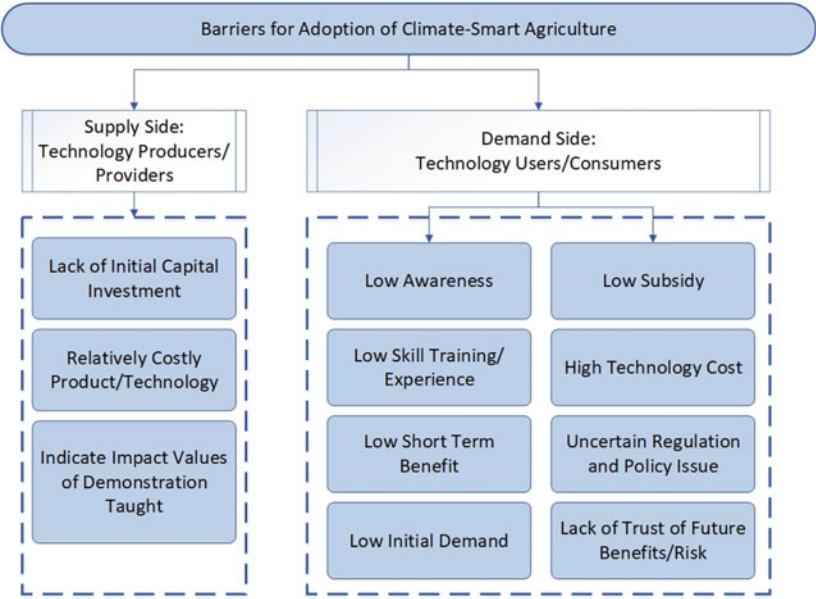 Barriers for Adoption of Climate-Smart Agriculture
Supply Side:
Technology Producers/
Providers
Demand Side:
Technology Users/Consumers
Lack of Initial Capital
Investment
Relatively Costly
Product/Technology
Indicate Impact Values
of Demonstration
Taught
Low Awareness
Low Skill Training/
Experience
Low Short Term
Benefit
Low Initial Demand
Low Subsidy
High Technology Cost
Uncertain Regulation
and Policy Issue
Lack of Trust of Future
Benefits/Risk